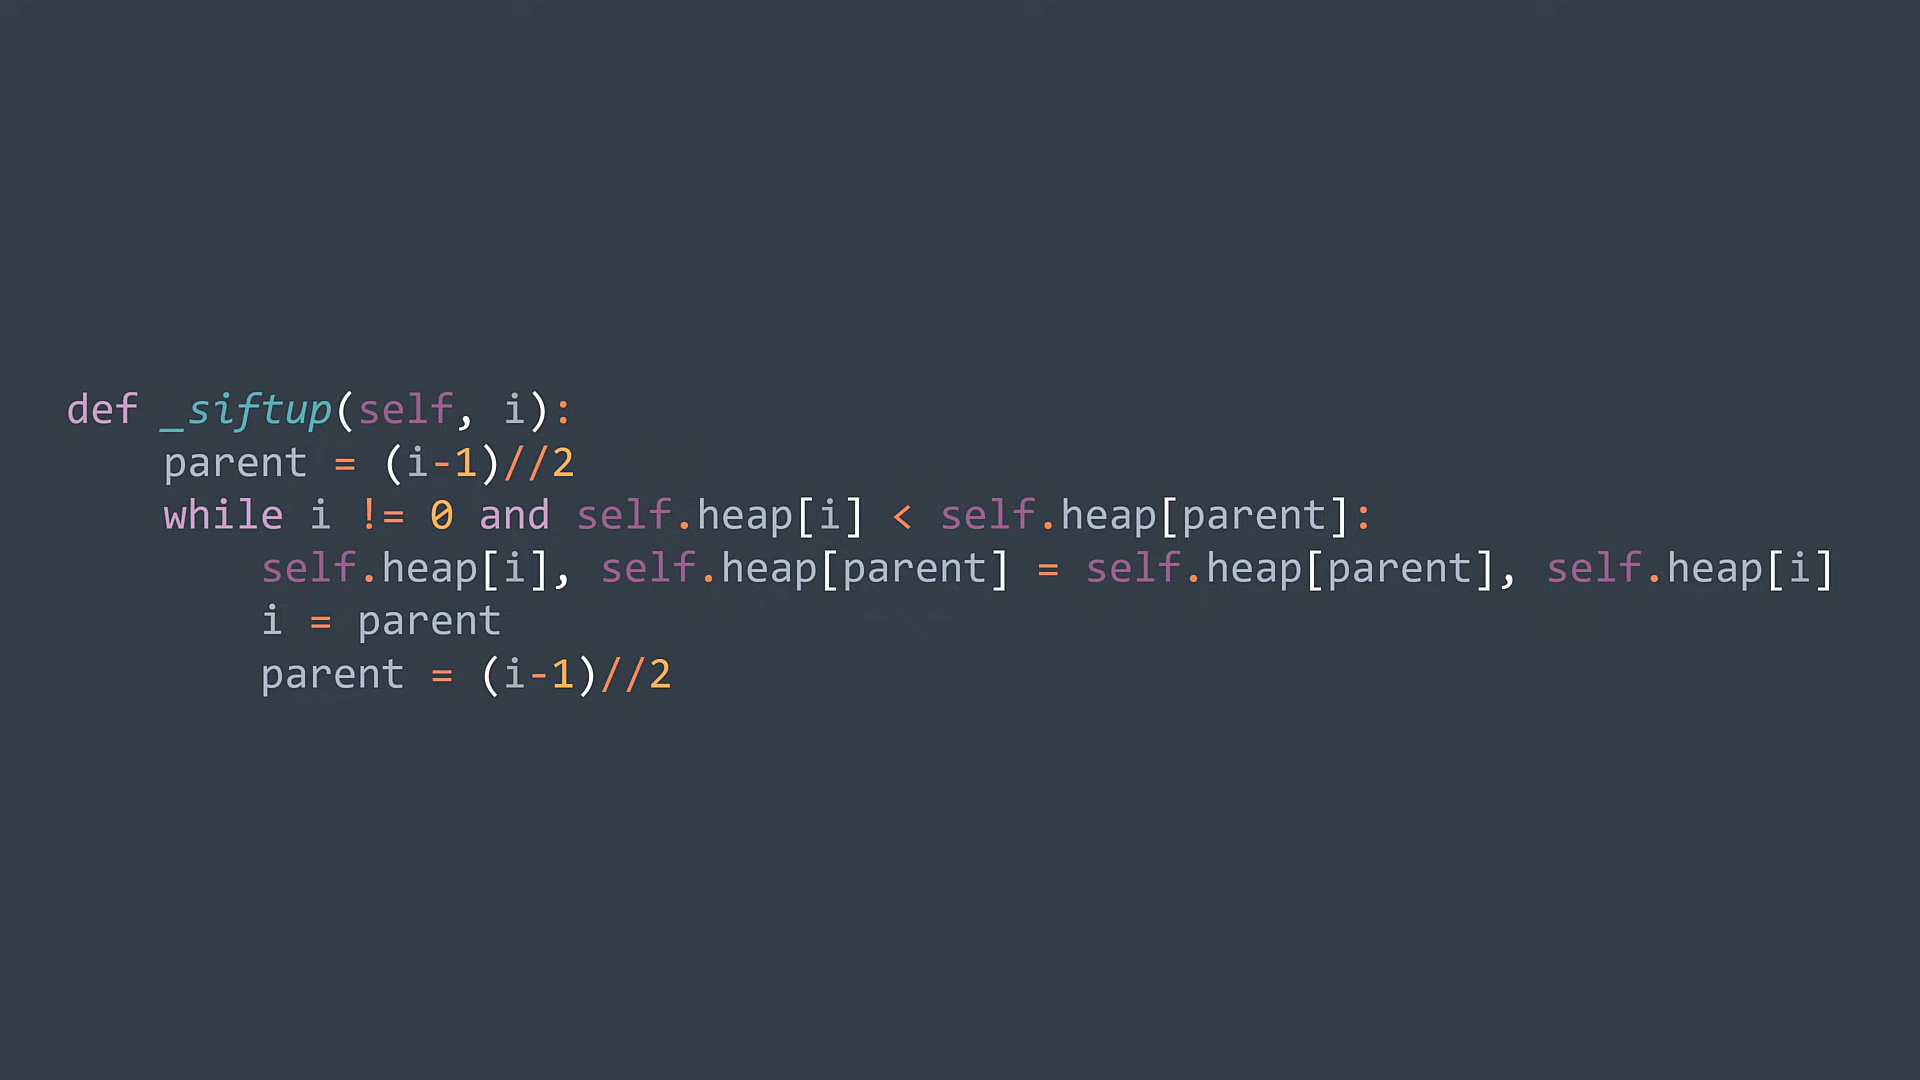 def _siftup(self, i):
    parent = (i-1)//2
    while i != 0 and self.heap[i] < self.heap[parent]:
        self.heap[i], self.heap[parent] = self.heap[parent], self.heap[i]
        i = parent
        parent = (i-1)//2